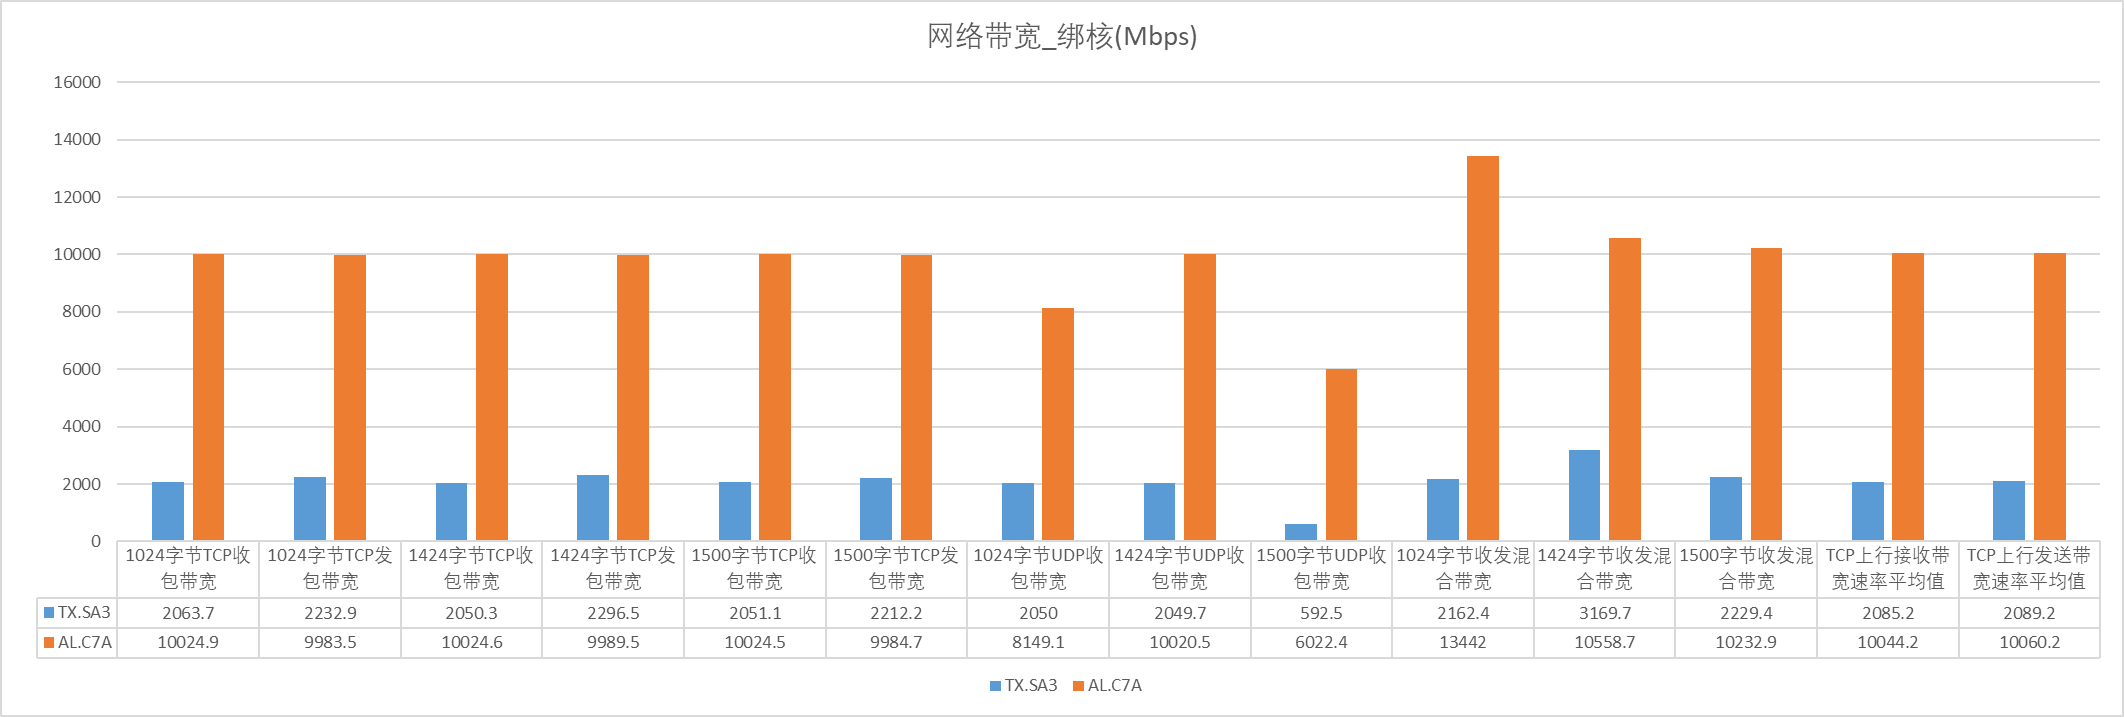 网络带宽_绑核(Mbps)
16000
14000
12000
10000
8000
6000
4000
2000
0
1024字节TCP收包带宽
1024字节TCP发包带宽
1424字节TCP收包带宽
1424字节TCP发包带宽
1500字节TCP收包带宽
1500字节TCP发包带宽
1024字节UDP收包带宽
1424字节UDP收包带宽
1500字节UDP收包带宽
1024字节收发混合带宽
1424字节收发混合带宽
1500字节收发混合带宽
TCP上行接收带宽速率平均值
TCP上行发送带宽速率平均值
TX.SA3 2063.7 2232.9 2050.3 2296.5 2051.1 2212.2 2050 2049.7 592.5 2162.4 3169.7 2229.4 2085.2 2089.2
AL.C7A 10024.9 9983.5 10024.6 9989.5 10024.5 9984.7 8149.1 10020.5 6022.4 13442 10558.7 10232.9 10044.2 10060.2
TX.SA3 AL.C7A